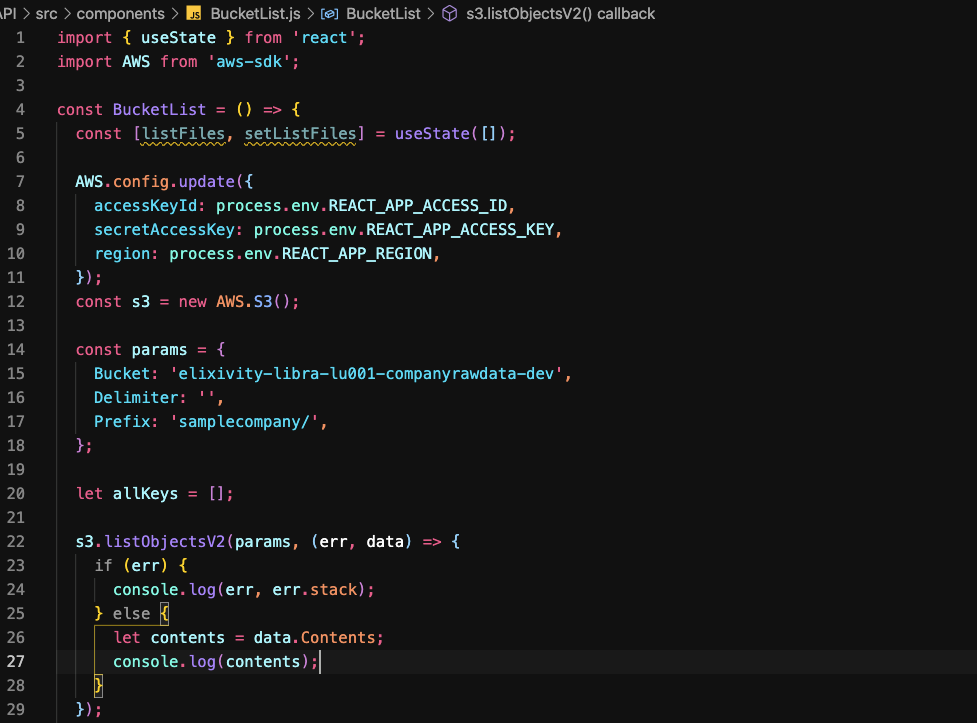 PI > src > components > JS BucketList.js > BucketList > s3.listObjectsV2() callback
1 import { useState } from 'react';
2 import AWS from 'aws-sdk';
3
4 const BucketList = () => {
5   const [listFiles, setListFiles] = useState([]);
6
7   AWS.config.update({
8     accessKeyId: process.env.REACT_APP_ACCESS_ID,
9     secretAccessKey: process.env.REACT_APP_ACCESS_KEY,
10     region: process.env.REACT_APP_REGION,
11   });
12   const s3 = new AWS.S3();
13
14   const params = {
15     Bucket: 'elixivity-libra-lu001-companyrawdata-dev',
16     Delimiter: '',
17     Prefix: 'samplecompany/',
18   };
19
20   let allKeys = [];
21
22   s3.listObjectsV2(params, (err, data) => {
23     if (err) {
24       console.log(err, err.stack);
25     } else {
26       let contents = data.Contents;
27       console.log(contents);
28     }
29   });